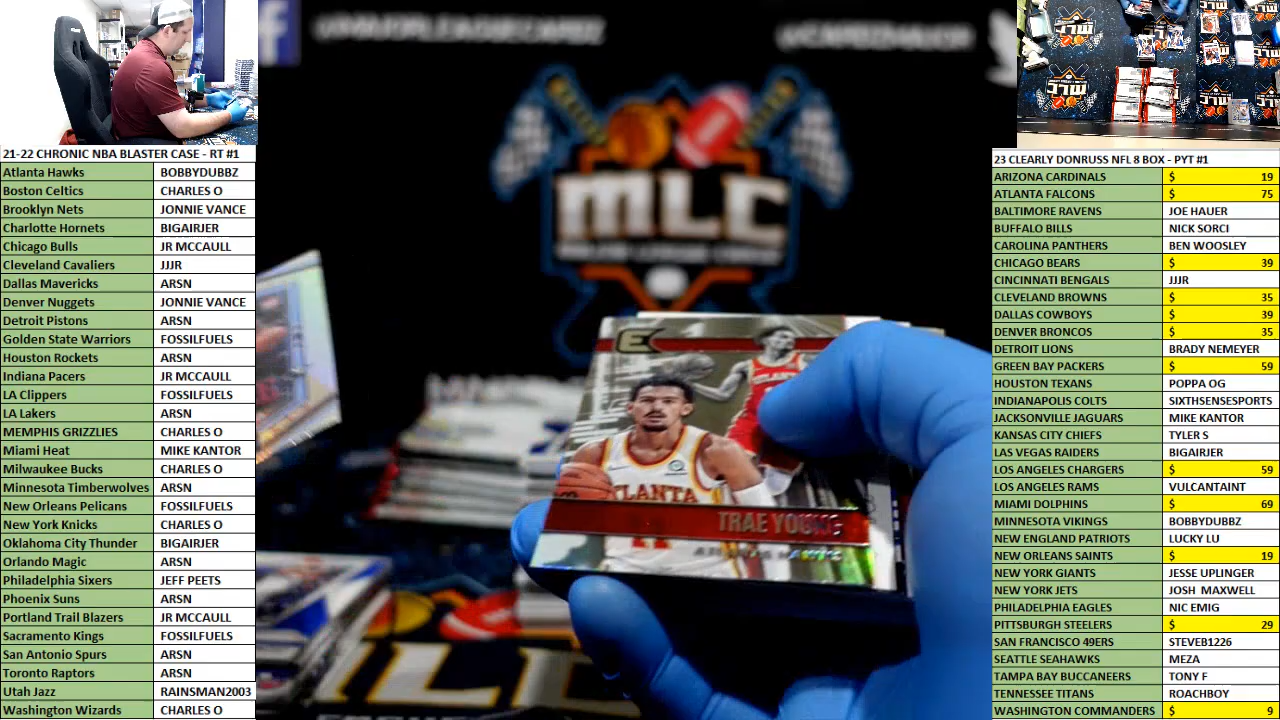 21-22 CHRONIC NBA BLASTER CASE - RT #1
Atlanta Hawks BOBBYDUBBZ
Boston Celtics CHARLES O
Brooklyn Nets JONNIE VANCE
Charlotte Hornets BIGAIRJER
Chicago Bulls JR MCCAULL
Cleveland Cavaliers JJJR
Dallas Mavericks ARSN
Denver Nuggets JONNIE VANCE
Detroit Pistons ARSN
Golden State Warriors FOSSILFUELS
Houston Rockets ARSN
Indiana Pacers JR MCCAULL
LA Clippers FOSSILFUELS
LA Lakers ARSN
MEMPHIS GRIZZLIES CHARLES O
Miami Heat MIKE KANTOR
Milwaukee Bucks CHARLES O
Minnesota Timberwolves ARSN
New Orleans Pelicans FOSSILFUELS
New York Knicks CHARLES O
Oklahoma City Thunder BIGAIRJER
Orlando Magic ARSN
Philadelphia Sixers JEFF PEETS
Phoenix Suns ARSN
Portland Trail Blazers JR MCCAULL
Sacramento Kings FOSSILFUELS
San Antonio Spurs ARSN
Toronto Raptors ARSN
Utah Jazz RAINSMAN2003
Washington Wizards CHARLES O
MLC
E
ATLANTA
11
TRAE YOUNG
23 CLEARLY DONRUSS NFL 8 BOX - PYT #1
ARIZONA CARDINALS $ 19
ATLANTA FALCONS $ 75
BALTIMORE RAVENS JOE HAUER
BUFFALO BILLS NICK SORCI
CAROLINA PANTHERS BEN WOOSLEY
CHICAGO BEARS $ 39
CINCINNATI BENGALS JJJR
CLEVELAND BROWNS $ 35
DALLAS COWBOYS $ 39
DENVER BRONCOS $ 35
DETROIT LIONS BRADY NEMEYER
GREEN BAY PACKERS $ 59
HOUSTON TEXANS POPPA OG
INDIANAPOLIS COLTS SIXTHSENSESPORTS
JACKSONVILLE JAGUARS MIKE KANTOR
KANSAS CITY CHIEFS TYLER S
LAS VEGAS RAIDERS BIGAIRJER
LOS ANGELES CHARGERS $ 59
LOS ANGELES RAMS VULCANTAINT
MIAMI DOLPHINS $ 69
MINNESOTA VIKINGS BOBBYDUBBZ
NEW ENGLAND PATRIOTS LUCKY LU
NEW ORLEANS SAINTS $ 19
NEW YORK GIANTS JESSE UPLINGER
NEW YORK JETS JOSH MAXWELL
PHILADELPHIA EAGLES NIC EMIG
PITTSBURGH STEELERS $ 29
SAN FRANCISCO 49ERS STEVEB1226
SEATTLE SEAHAWKS MEZA
TAMPA BAY BUCCANEERS TONY F
TENNESSEE TITANS ROACHBOY
WASHINGTON COMMANDERS $ 9